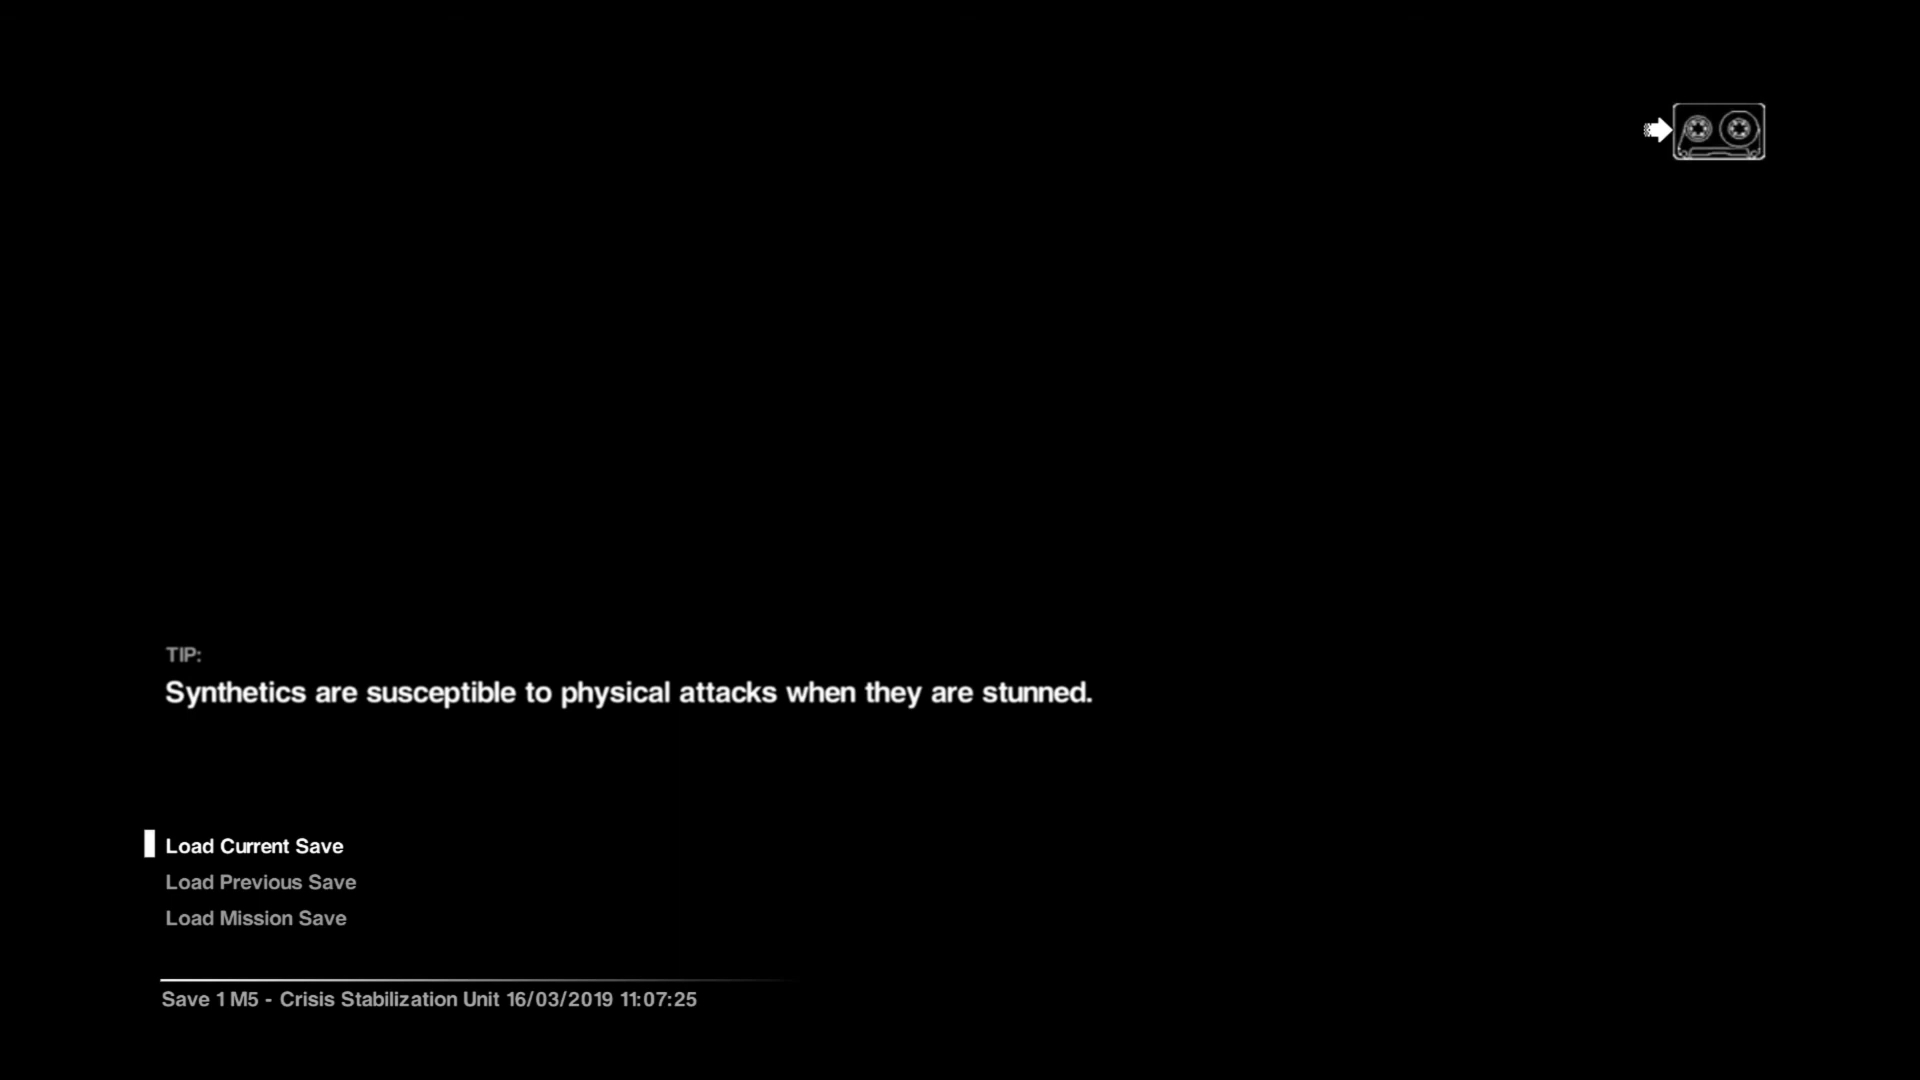 TIP:
Synthetics are susceptible to physical attacks when they are stunned.
Load Current Save
Load Previous Save
Load Mission Save
Save 1 M5 - Crisis Stabilization Unit 16/03/2019 11:07:25